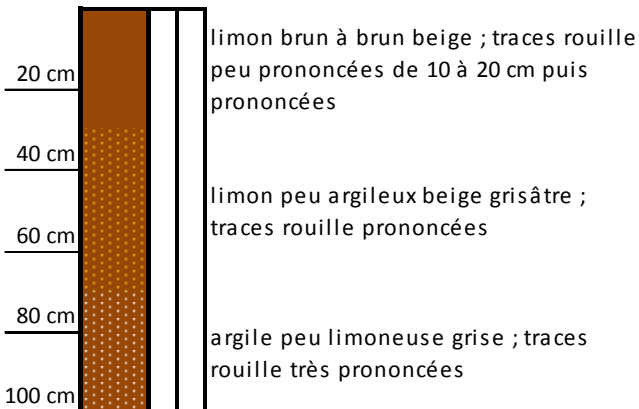 limon brun à brun beige ; traces rouille
peu prononcées de 10 à 20 cm puis
prononcées
20 cm
40 cm
limon peu argileux beige grisâtre ;
traces rouille prononcées
60 cm
80 cm
argile peu limoneuse grise ; traces
rouille très prononcées
100 cm